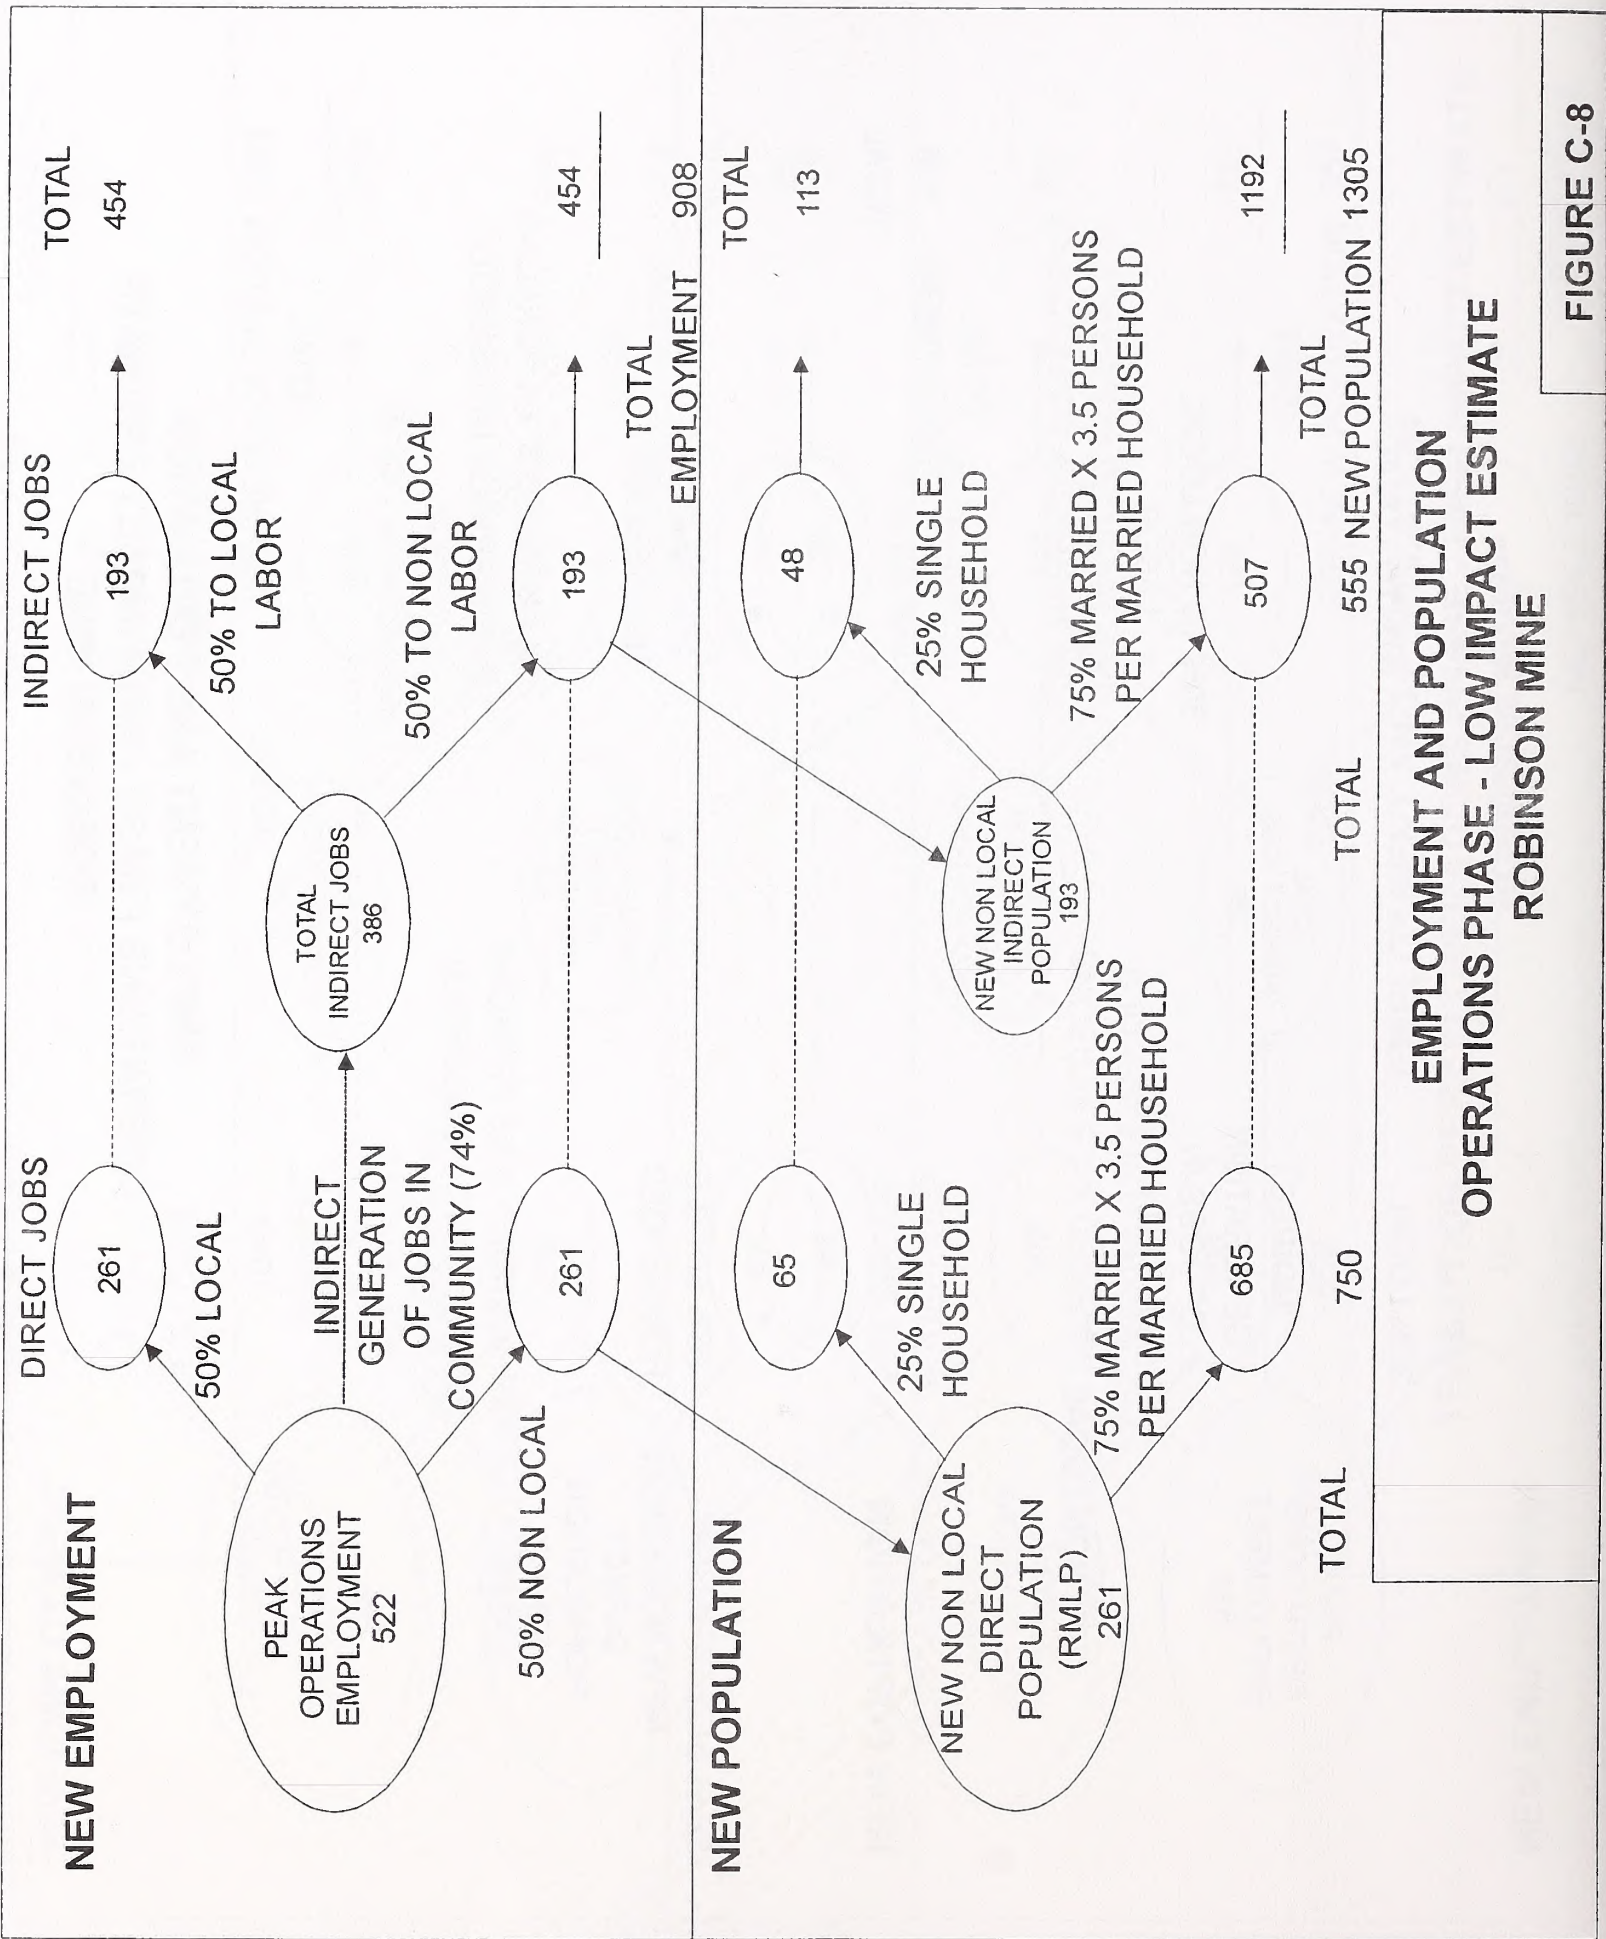 NEW EMPLOYMENT
DIRECT JOBS
INDIRECT JOBS
TOTAL
261
193
454
50% LOCAL
50% TO LOCAL
LABOR
PEAK
OPERATIONS
EMPLOYMENT
522
INDIRECT
GENERATION
OF JOBS IN
COMMUNITY (74%)
TOTAL
INDIRECT JOBS
386
50% NON LOCAL
50% TO NON LOCAL
LABOR
261
193
454
TOTAL
EMPLOYMENT 908
NEW POPULATION
TOTAL
65
48
113
25% SINGLE
HOUSEHOLD
25% SINGLE
HOUSEHOLD
NEW NON LOCAL
DIRECT
POPULATION
(RMLP)
261
NEW NON LOCAL
INDIRECT
POPULATION
193
75% MARRIED X 3.5 PERSONS
PER MARRIED HOUSEHOLD
75% MARRIED X 3.5 PERSONS
PER MARRIED HOUSEHOLD
685
507
1192
TOTAL
TOTAL 750 TOTAL 555 NEW POPULATION 1305
EMPLOYMENT AND POPULATION
OPERATIONS PHASE - LOW IMPACT ESTIMATE
ROBINSON MINE
FIGURE C-8